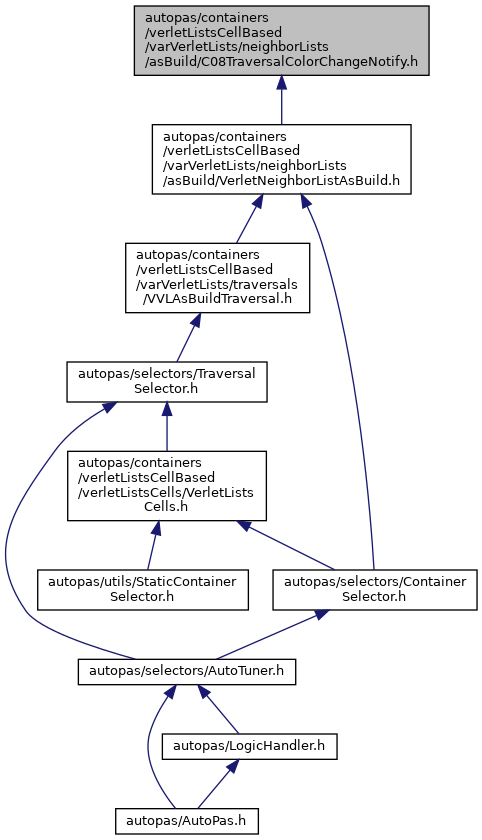 autopas/containers
/verletListsCellBased
/varVerletLists/neighborLists
/asBuild/C08TraversalColorChangeNotify.h
autopas/containers
/verletListsCellBased
/varVerletLists/neighborLists
/asBuild/VerletNeighborListAsBuild.h
autopas/containers
/verletListsCellBased
/varVerletLists/traversals
/VVLAsBuildTraversal.h
autopas/selectors/Traversal
Selector.h
autopas/containers
/verletListsCellBased
/verletListsCells/VerletLists
Cells.h
autopas/utils/StaticContainer
Selector.h
autopas/selectors/Container
Selector.h
autopas/selectors/AutoTuner.h
autopas/LogicHandler.h
autopas/AutoPas.h